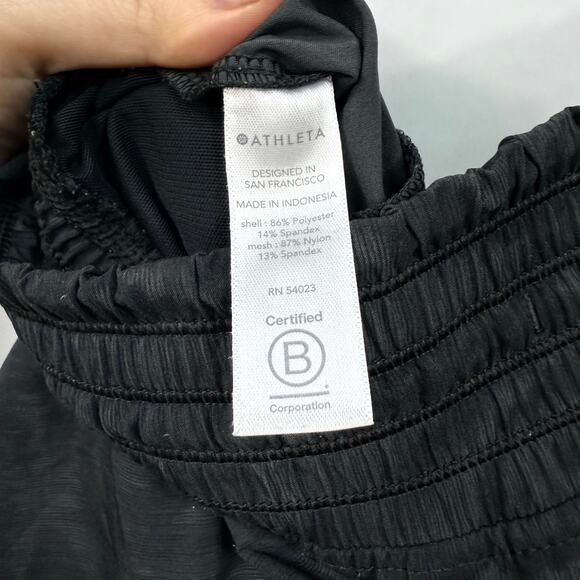 ATHLETA
DESIGNED IN
SAN FRANCISCO
MADE IN INDONESIA
shell : 86% Polyester
14% Spandex
mesh : 87% Nylon
13% Spandex
RN 54023
Certified
B
Corporation